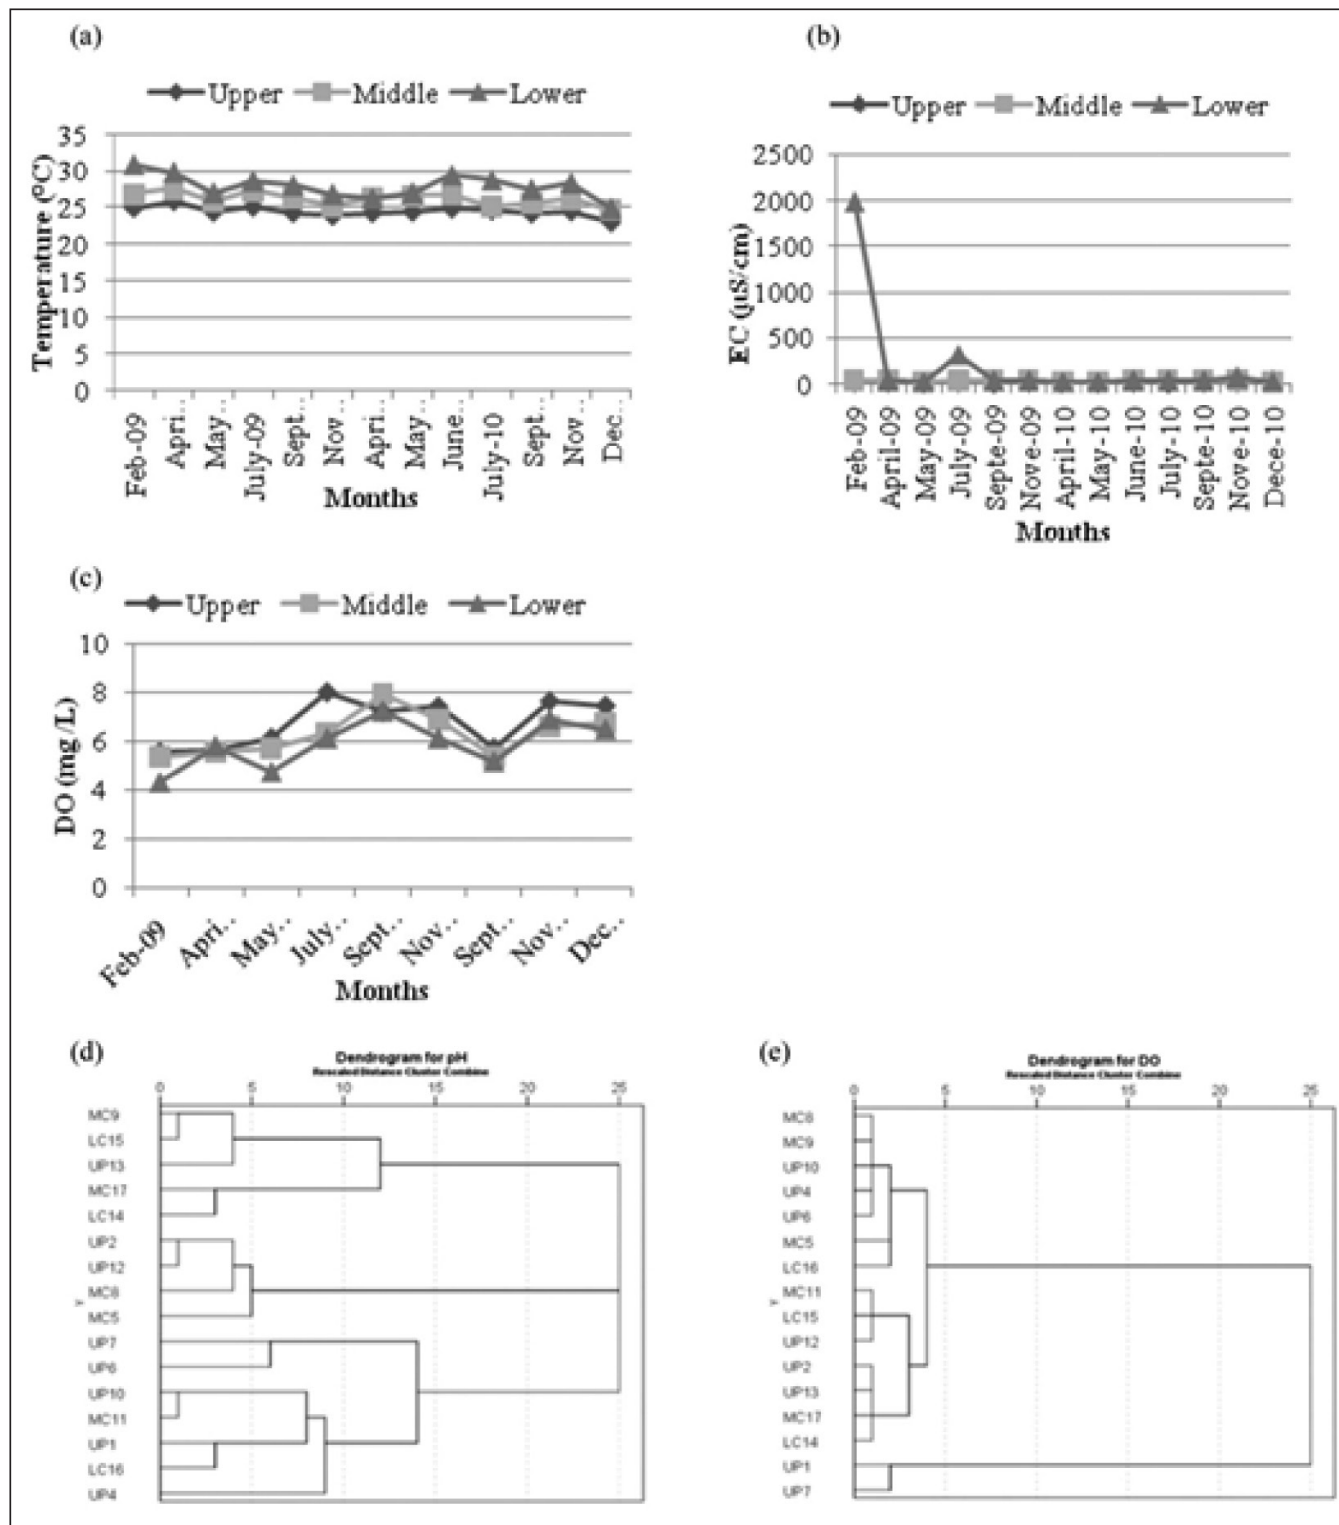 (a)
Upper Middle Lower
35
30
25
20
15
10
5
0
Temperature (⁰C)
Feb-09 Apri.. May.. July-09 Sept.. Nov.. Apri.. May.. June.. July-10 Sept.. Nov.. Dec..
Months
(b)
Upper Middle Lower
2500
2000
1500
1000
500
0
EC (µS/cm)
Feb-09 April-09 May-09 July-09 Septe-09 Nove-09 April-10 May-10 June-10 July-10 Septe-10 Nove-10 Dece-10
Months
(c)
Upper Middle Lower
10
8
6
4
2
0
DO (mg /L)
Feb-09 Apri.. May.. July.. Sept.. Nov.. Sept.. Nov.. Dec..
Months
(d)
Dendrogram for pH
Rescaled Distance Cluster Combine
0 5 10 15 20 25
MC9
LC15
UP13
MC17
LC14
UP2
UP12
MC8
MC5
UP7
UP6
UP10
MC11
UP1
LC16
UP4
Y
(e)
Dendrogram for DO
Rescaled Distance Cluster Combine
0 5 10 15 20 25
MC8
MC9
UP10
UP4
UP6
MC5
LC16
MC11
LC15
UP12
UP2
UP13
MC17
LC14
UP1
UP7
Y